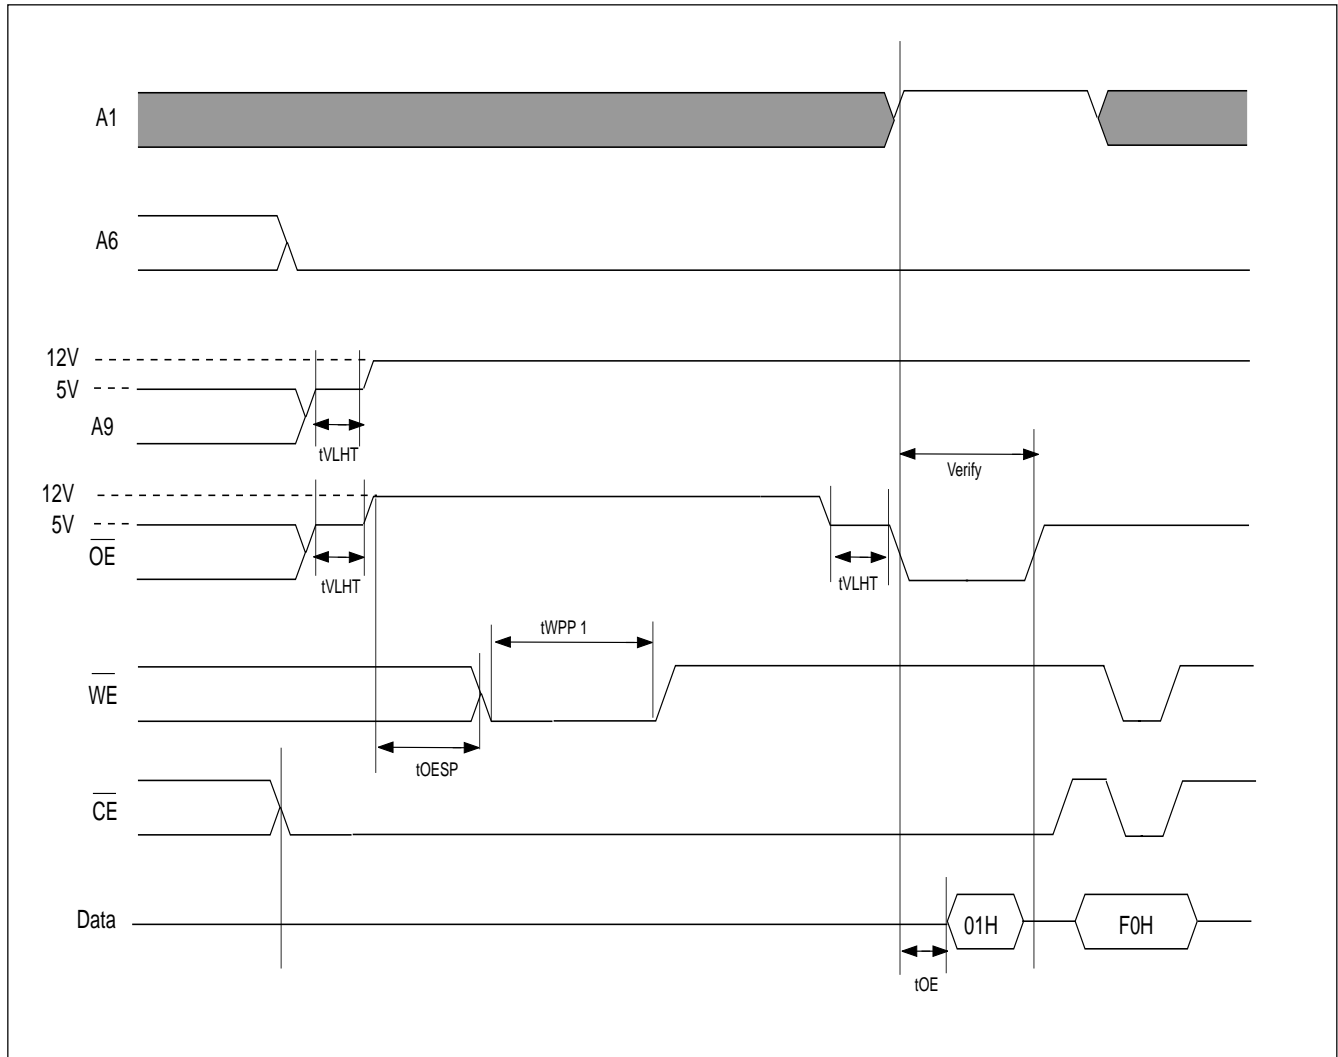 A1
A6
12V
5V
A9
tVLHT
Verify
12V
5V
OE
tVLHT
tVLHT
tWPP 1
WE
tOESP
CE
Data
01H
F0H
tOE